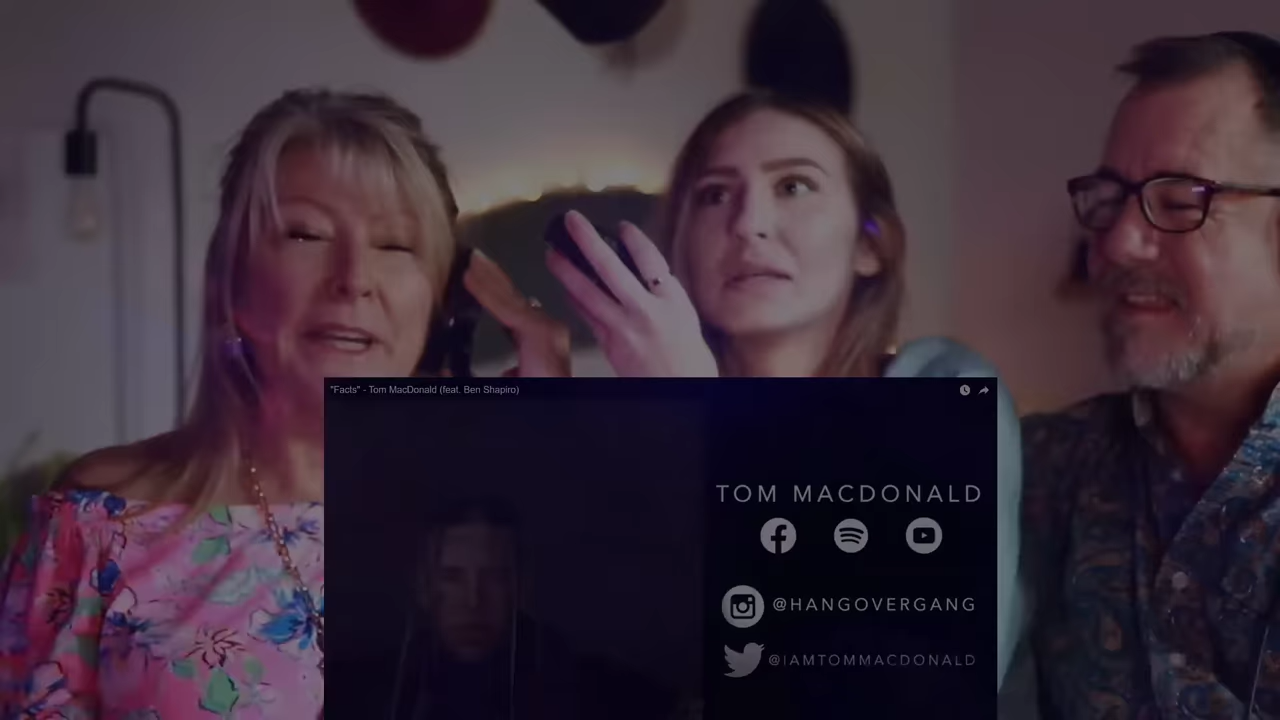 "Facts" - Tom MacDonald (feat. Ben Shapiro)
TOM MACDONALD
@HANGOVERGANG
@IAMTOMMACDONALD